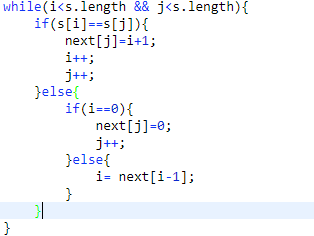 while(i<s.length && j<s.length){
if(s[i]==s[j]){
next[j]=i+1;
i++;
j++;
}else{
if(i==0){
next[j]=0;
j++;
}else{
i= next[i-1];
}
}
}